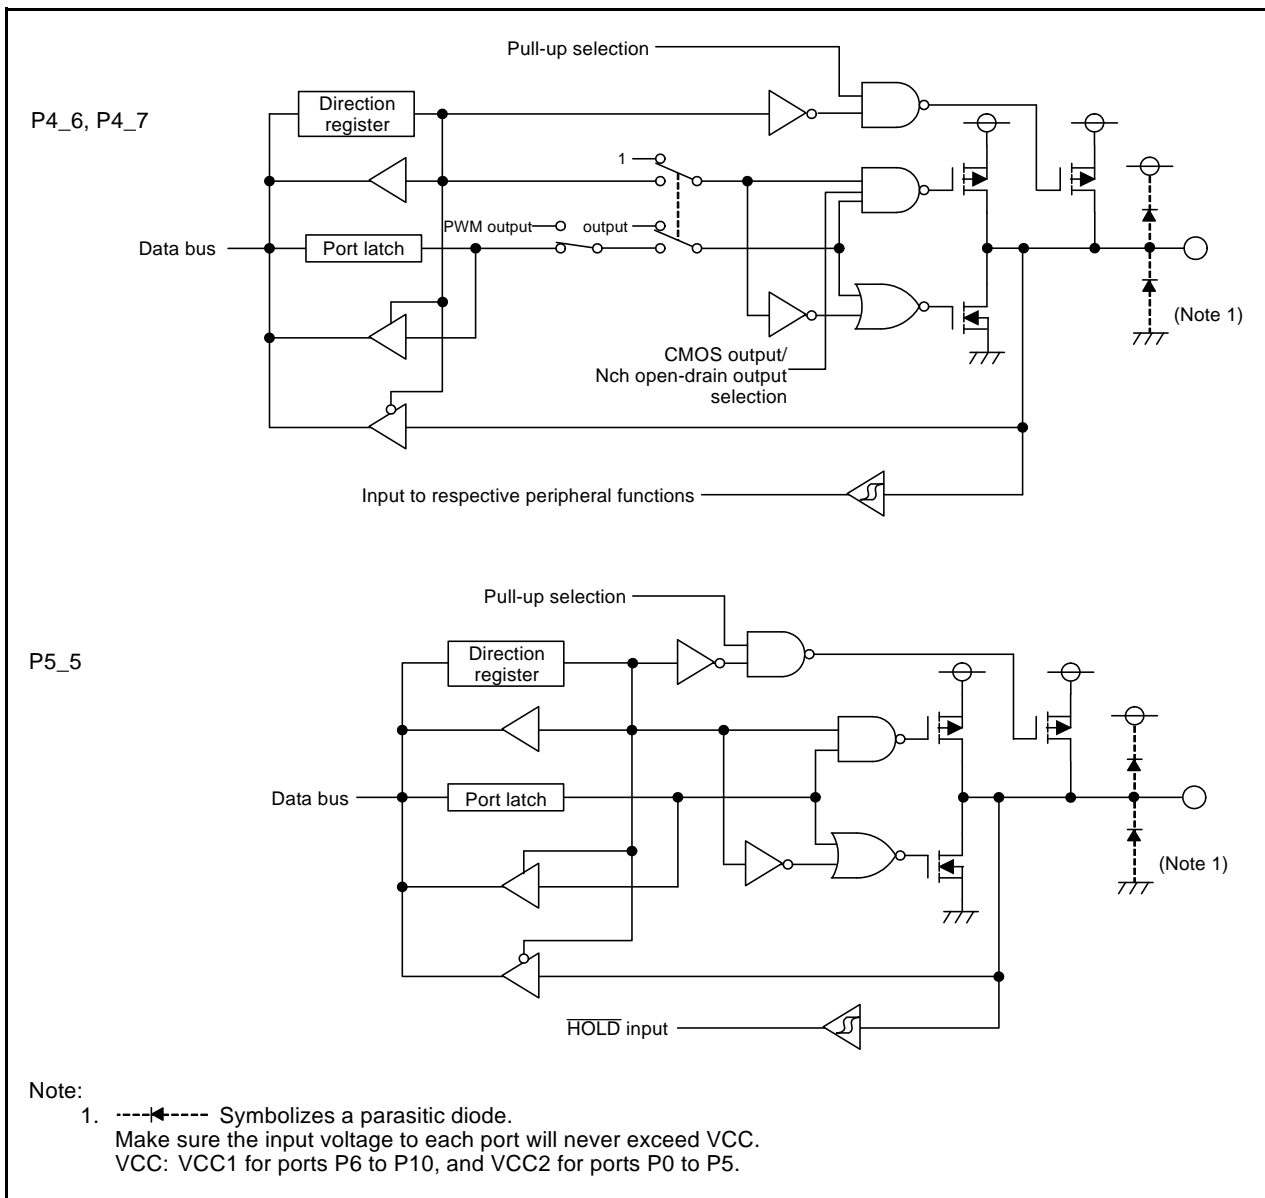 Pull-up selection
P4_6, P4_7
Direction
register
1
PWM output
output
Data bus
Port latch
(Note 1)
CMOS output/
Nch open-drain output
selection
Input to respective peripheral functions
Pull-up selection
P5_5
Direction
register
Data bus
Port latch
(Note 1)
HOLD input
Note:
1. Symbolizes a parasitic diode.
Make sure the input voltage to each port will never exceed VCC.
VCC: VCC1 for ports P6 to P10, and VCC2 for ports P0 to P5.